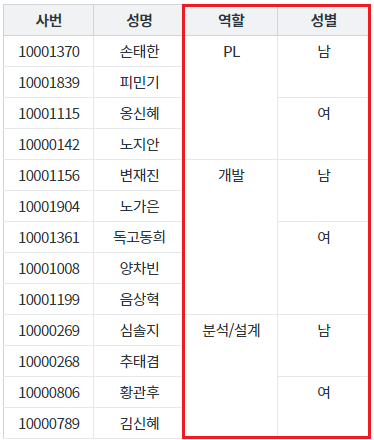 사번 성명 역할 성별
10001370 손태한 PL 남
10001839 피민기
10001115 옹신혜 여
10000142 노지안
10001156 변재진 개발 남
10001904 노가은
10001361 독고동희 여
10001008 양차빈
10001199 음상혁
10000269 심솔지 분석/설계 남
10000268 추태겸
10000806 황관후 여
10000789 김신혜